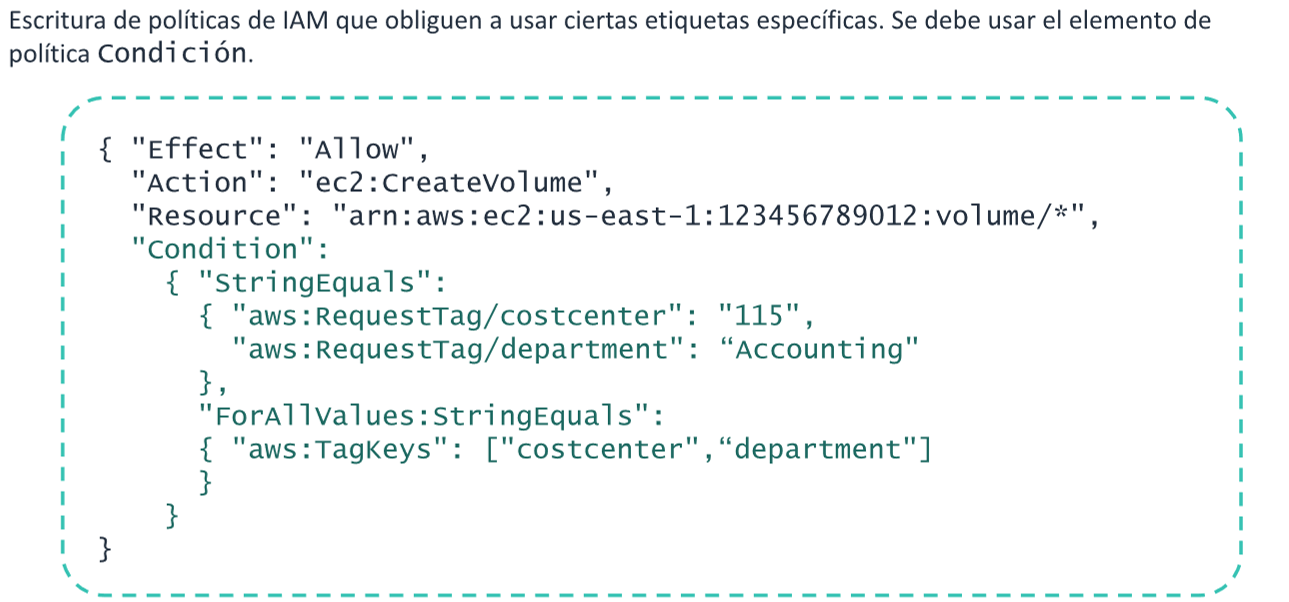 Escritura de políticas de IAM que obliguen a usar ciertas etiquetas específicas. Se debe usar el elemento de
política Condición.
{ "Effect": "Allow",
"Action": "ec2:CreateVolume",
"Resource": "arn:aws:ec2:us-east-1:123456789012:volume/*",
"Condition":
{ "StringEquals":
{ "aws:RequestTag/costcenter": "115",
"aws:RequestTag/department": “Accounting"
},
"ForAllValues:StringEquals":
{ "aws:TagKeys": ["costcenter",“department"]
}
}
}